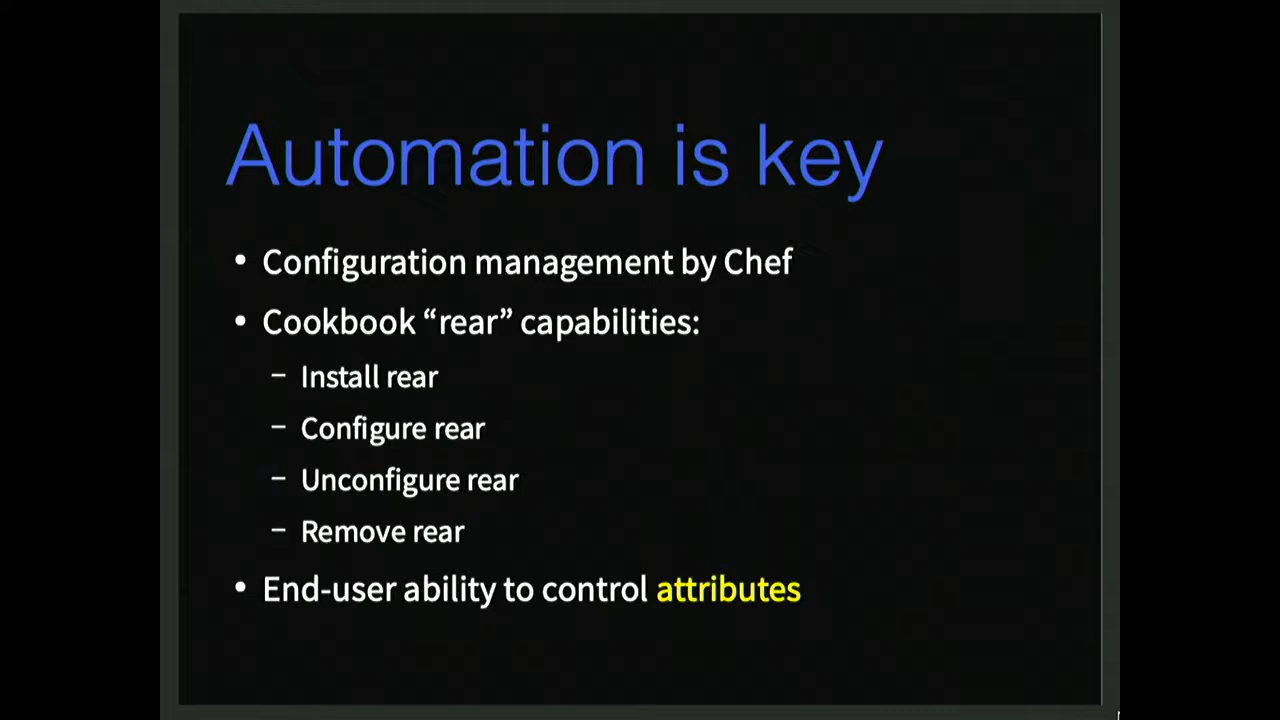 Automation is key
• Configuration management by Chef
• Cookbook “rear” capabilities:
– Install rear
– Configure rear
– Unconfigure rear
– Remove rear
• End-user ability to control attributes